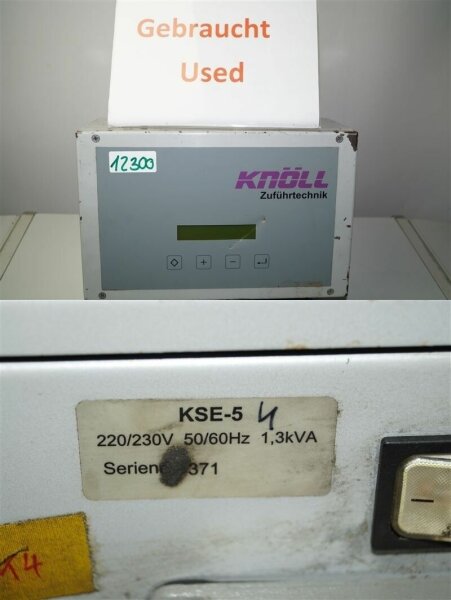 Gebraucht
Used
12300
KNÖLL
Zuführtechnik
+ −
KSE-5 4
220/230V 50/60Hz 1,3kVA
371